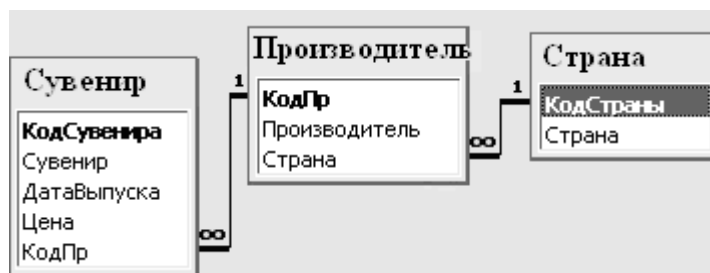 Сувенир
КодСувенира
Сувенир
ДатаВыпуска
Цена
КодПр
1
∞
Производитель
КодПр
Производитель
Страна
1
∞
Страна
КодСтраны
Страна